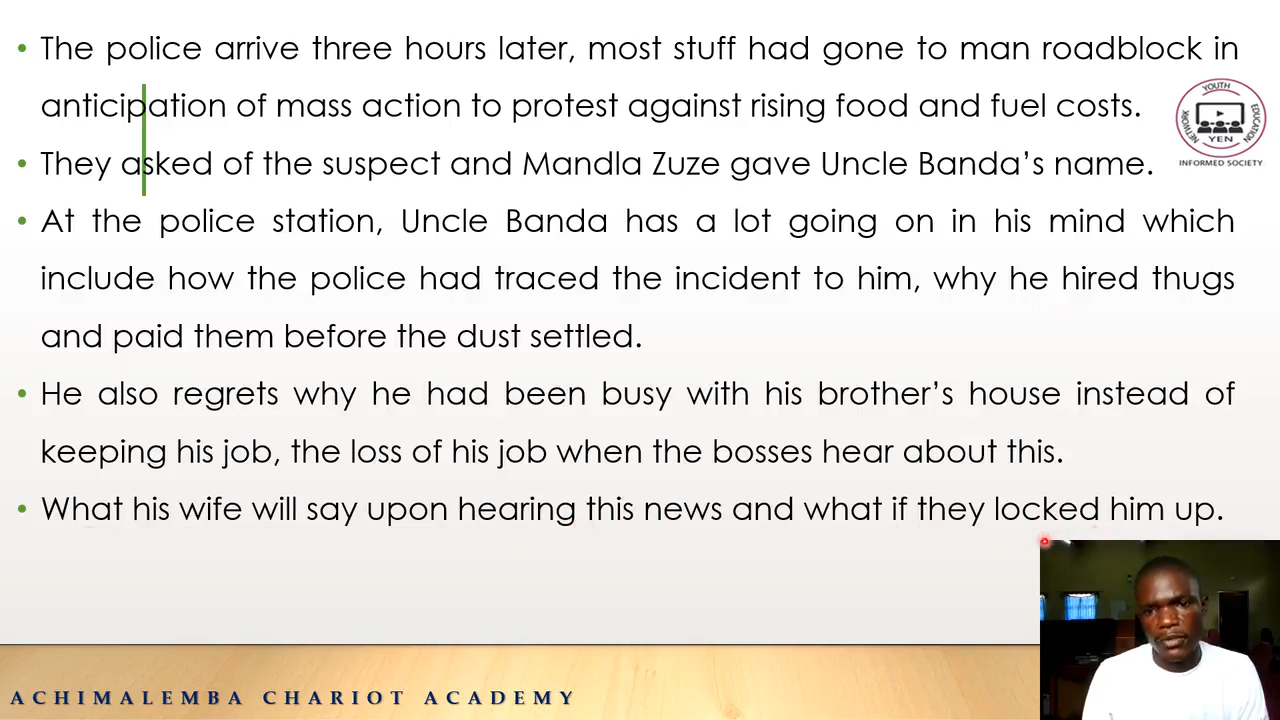 • The police arrive three hours later, most stuff had gone to man roadblock in
anticipation of mass action to protest against rising food and fuel costs.
• They asked of the suspect and Mandla Zuze gave Uncle Banda’s name.
• At the police station, Uncle Banda has a lot going on in his mind which
include how the police had traced the incident to him, why he hired thugs
and paid them before the dust settled.
• He also regrets why he had been busy with his brother’s house instead of
keeping his job, the loss of his job when the bosses hear about this.
• What his wife will say upon hearing this news and what if they locked him up.
YOUTH
EDUCATION
NETWORK
YEN
INFORMED SOCIETY
ACHIMALEMBA CHARIOT ACADEMY